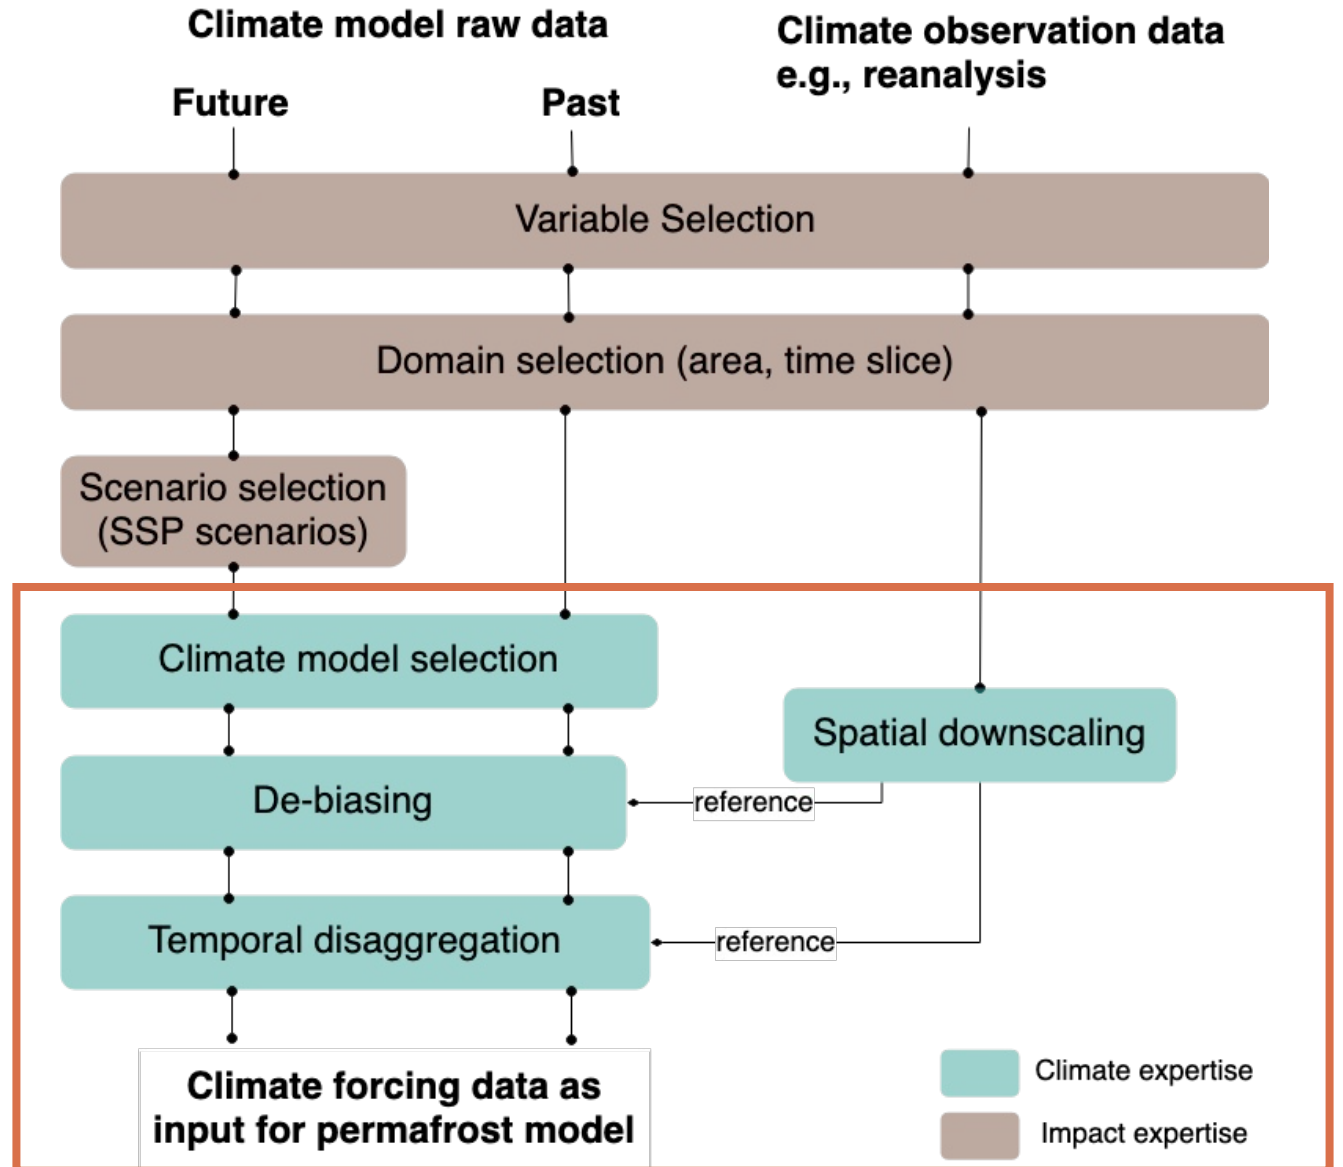 Climate model raw data
Climate observation data
e.g., reanalysis
Future
Past
Variable Selection
Domain selection (area, time slice)
Scenario selection
(SSP scenarios)
Climate model selection
Spatial downscaling
De-biasing
reference
Temporal disaggregation
reference
Climate forcing data as
input for permafrost model
Climate expertise
Impact expertise